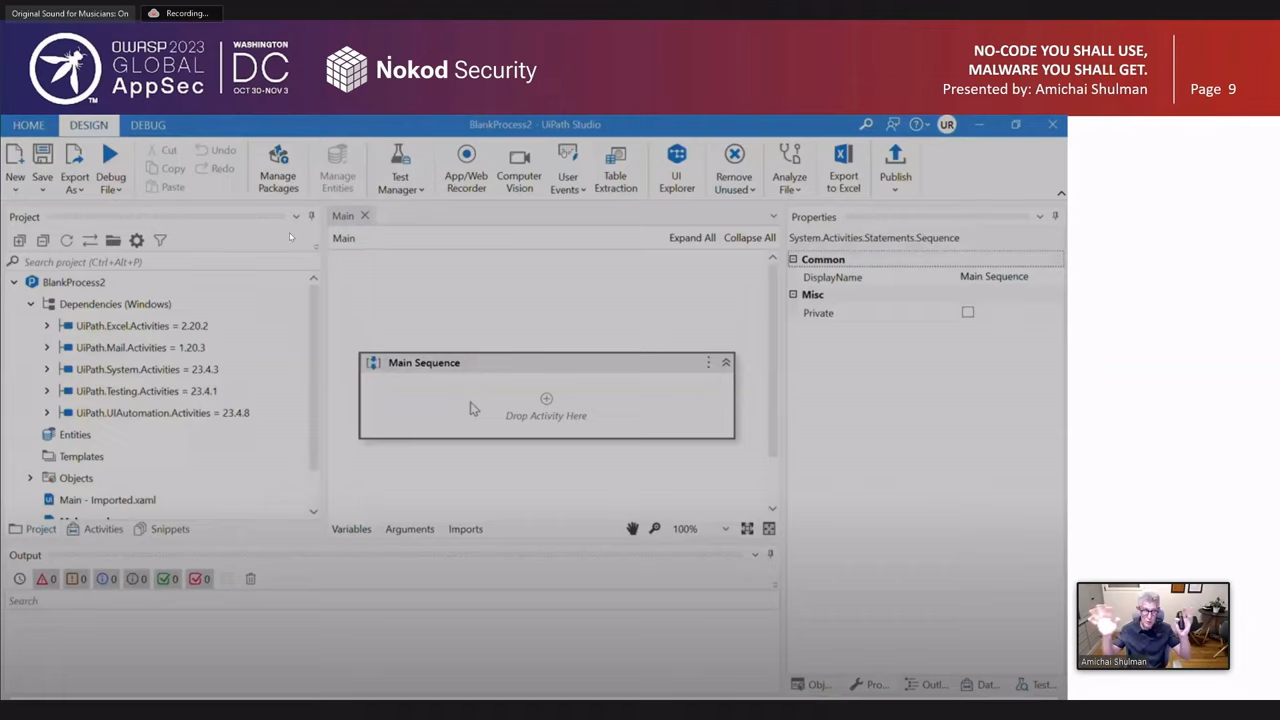 Original Sound for Musicians: On
Recording...
OWASP 2023
GLOBAL
AppSec
TM
WASHINGTON
DC
OCT 30-NOV 3
Nokod Security
NO-CODE YOU SHALL USE,
MALWARE YOU SHALL GET.
Presented by: Amichai Shulman
Page 9
HOME DESIGN DEBUG
BlankProcess2 - UiPath Studio
UR
New
Save
Export
As
Debug
File
Cut
Copy
Paste
Undo
Redo
Manage
Packages
Manage
Entities
Test
Manager
App/Web
Recorder
Computer
Vision
User
Events
Table
Extraction
UI
Explorer
Remove
Unused
Analyze
File
Export
to Excel
Publish
Project
Search project (Ctrl+Alt+P)
BlankProcess2
Dependencies (Windows)
UiPath.Excel.Activities = 2.20.2
UiPath.Mail.Activities = 1.20.3
UiPath.System.Activities = 23.4.3
UiPath.Testing.Activities = 23.4.1
UiPath.UIAutomation.Activities = 23.4.8
Entities
Templates
Objects
Main - Imported.xaml
Project Activities Snippets
Main
Main
Expand All Collapse All
Main Sequence
Drop Activity Here
Variables Arguments Imports
100%
Properties
System.Activities.Statements.Sequence
Common
DisplayName Main Sequence
Misc
Private
Output
0 0 0 0 0 0
Search
Obj... Pro... Outl... Dat... Test...
Amichai Shulman